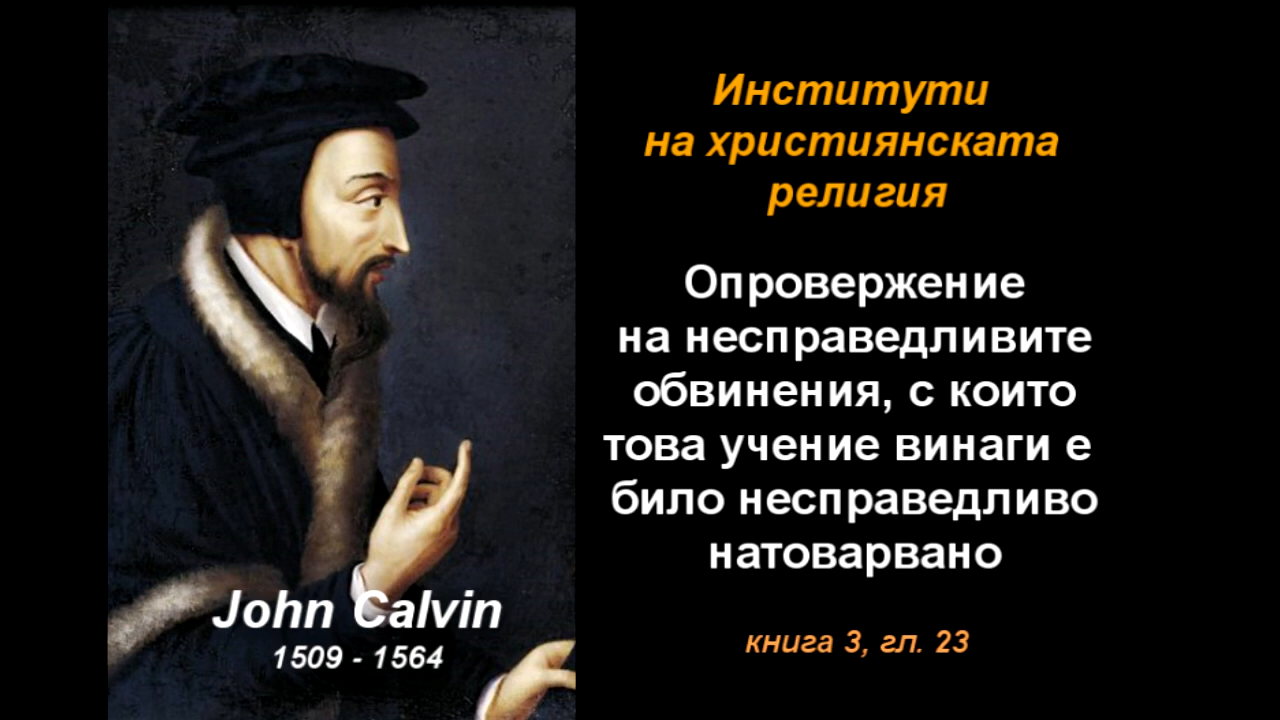 Институти
на християнската
религия
Опровержение
на несправедливите
обвинения, с които
това учение винаги е
било несправедливо
натоварвано
книга 3, гл. 23
John Calvin
1509 - 1564